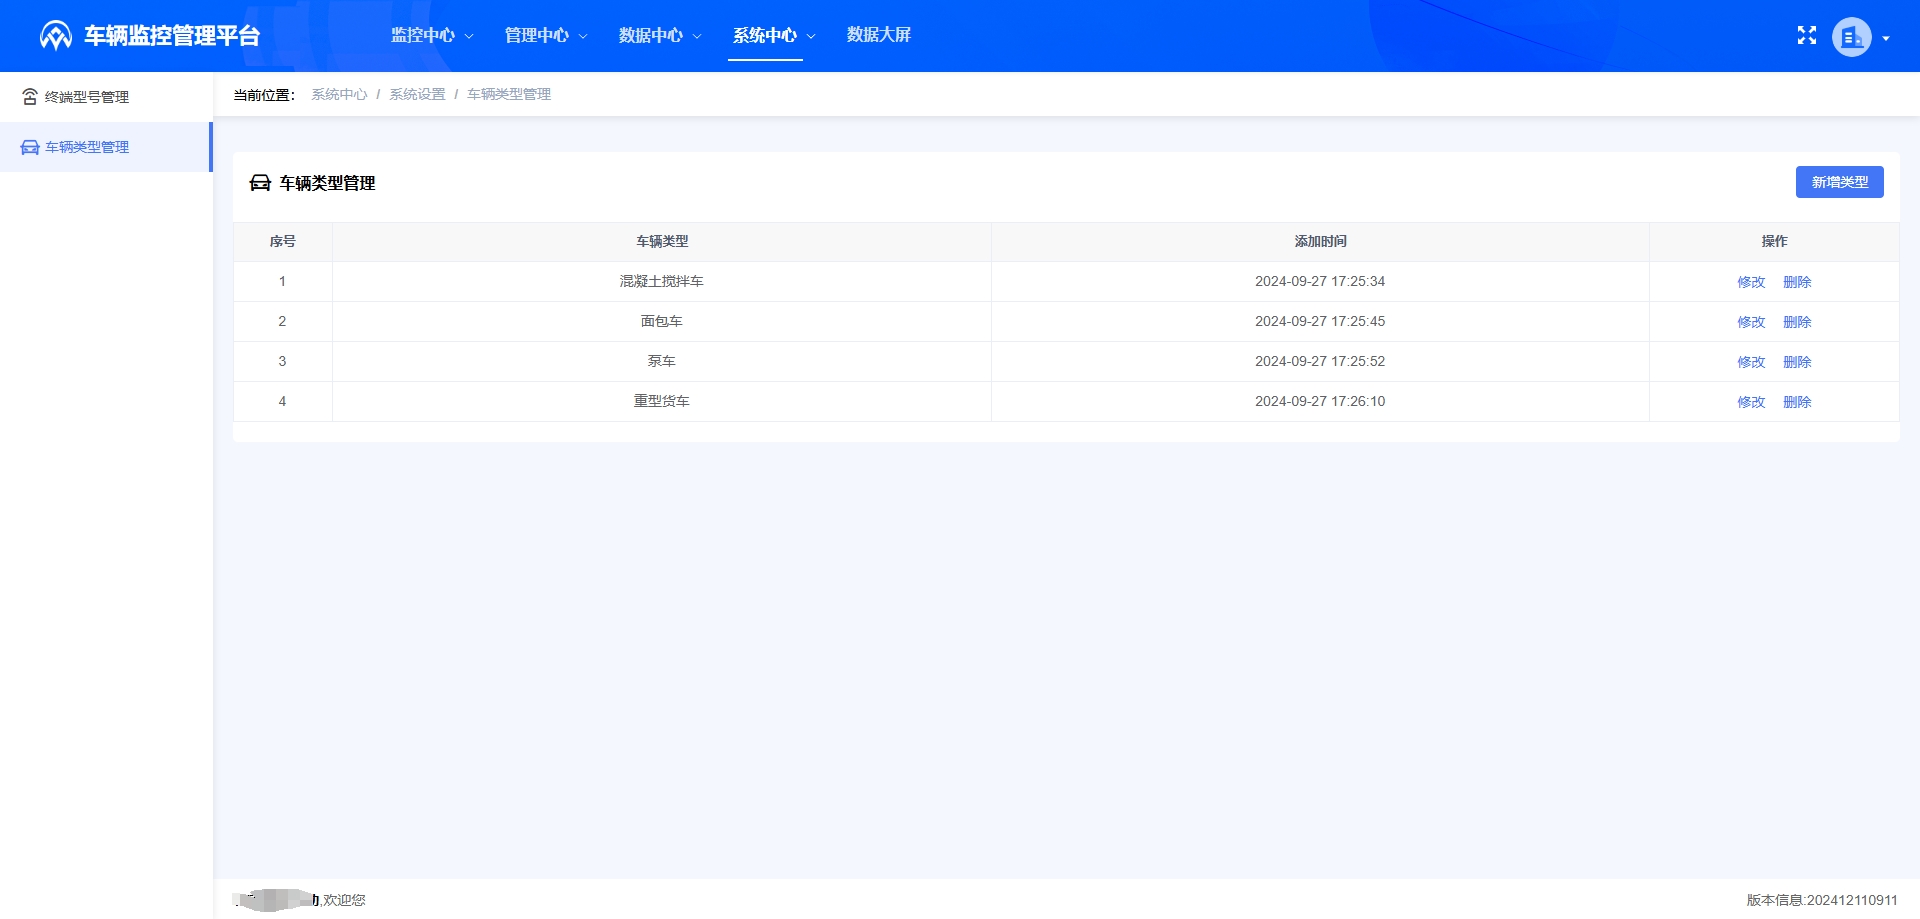 车辆监控管理平台 监控中心 管理中心 数据中心 系统中心 数据大屏
终端型号管理
车辆类型管理
当前位置： 系统中心 / 系统设置 / 车辆类型管理
车辆类型管理 新增类型
序号 车辆类型 添加时间 操作
1 混凝土搅拌车 2024-09-27 17:25:34 修改 删除
2 面包车 2024-09-27 17:25:45 修改 删除
3 泵车 2024-09-27 17:25:52 修改 删除
4 重型货车 2024-09-27 17:26:10 修改 删除
,欢迎您 版本信息:202412110911